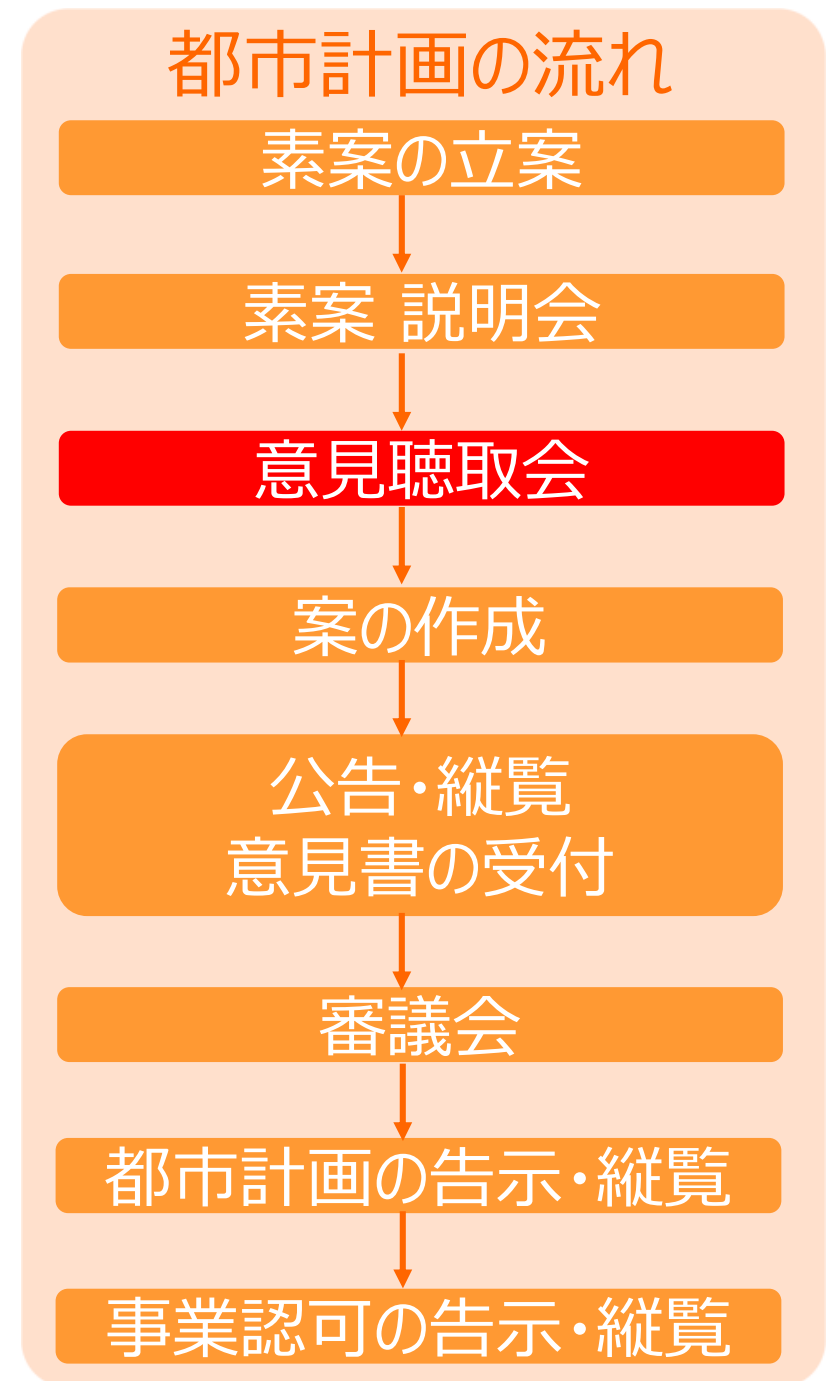 都市計画の流れ
素案の立案
素案 説明会
意見聴取会
案の作成
公告・縦覧
意見書の受付
審議会
都市計画の告示・縦覧
事業認可の告示・縦覧